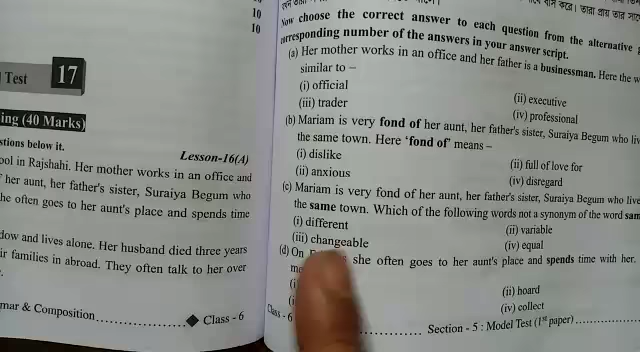 10
10
Test 17
ing (40 Marks)
stions below it.
Lesson-16(A)
ool in Rajshahi. Her mother works in an office and
her aunt, her father's sister, Suraiya Begum who
he often goes to her aunt's place and spends time
dow and lives alone. Her husband died three years
ir families in abroad. They often talk to her over
mar & Composition.................... ◆ Class - 6
Now choose the correct answer to each question from the alternative
corresponding number of the answers in your answer script.
(a) Her mother works in an office and her father is a businessman. Here the w
similar to –
(i) official
(ii) executive
(iii) trader
(iv) professional
(b) Mariam is very fond of her aunt, her father's sister, Suraiya Begum who liv
the same town. Here 'fond of' means –
(i) dislike
(ii) full of love for
(ii) anxious
(iv) disregard
(c) Mariam is very fond of her aunt, her father's sister, Suraiya Begum who live
the same town. Which of the following words not a synonym of the word sam
(i) different
(ii) variable
(iii) changeable
(iv) equal
(d) On she often goes to her aunt's place and spends time with her.
(ii) hoard
(iv) collect
Class - 6 .................... Section - 5 : Model Test (1st paper)....................